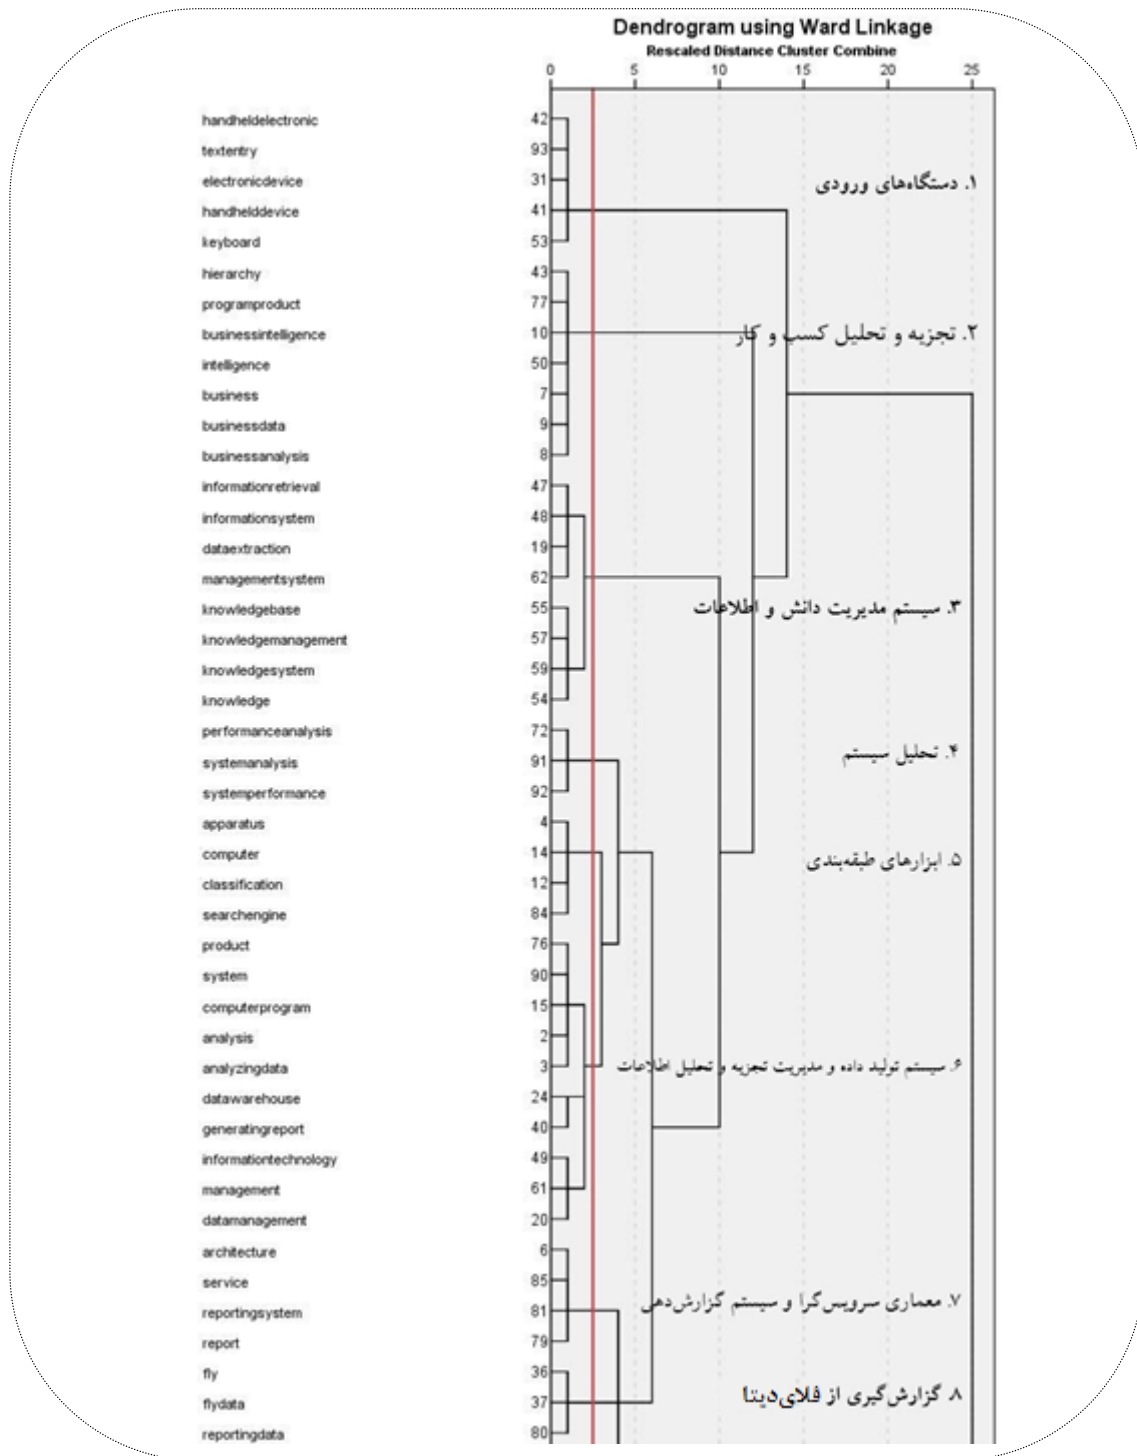 Dendrogram using Ward Linkage
Rescaled Distance Cluster Combine
0 5 10 15 20 25
handheldelectronic 42
textentry 93
electronicdevice 31
۱. دستگاه‌های ورودی
handhelddevice 41
keyboard 53
hierarchy 43
programproduct 77
businessintelligence 10
۲. تجزیه و تحلیل کسب و کار
intelligence 50
business 7
businessdata 9
businessanalysis 8
informationretrieval 47
informationsystem 48
dataextraction 19
managementsystem 62
knowledgebase 55
۳. سیستم مدیریت دانش و اطلاعات
knowledgemanagement 57
knowledgesystem 59
knowledge 54
performanceanalysis 72
۴. تحلیل سیستم
systemanalysis 91
systemperformance 92
apparatus 4
computer 14
۵. ابزارهای طبقه‌بندی
classification 12
searchengine 84
product 76
system 90
computerprogram 15
analysis 2
analyzingdata 3
۶. سیستم تولید داده و مدیریت تجزیه و تحلیل اطلاعات
datawarehouse 24
generatingreport 40
informationtechnology 49
management 61
datamanagement 20
architecture 6
service 85
reportingsystem 81
۷. معماری سرویس‌گرا و سیستم گزارش‌دهی
report 79
fly 36
flydata 37
۸. گزارش‌گیری از فلای‌دیتا
reportingdata 80